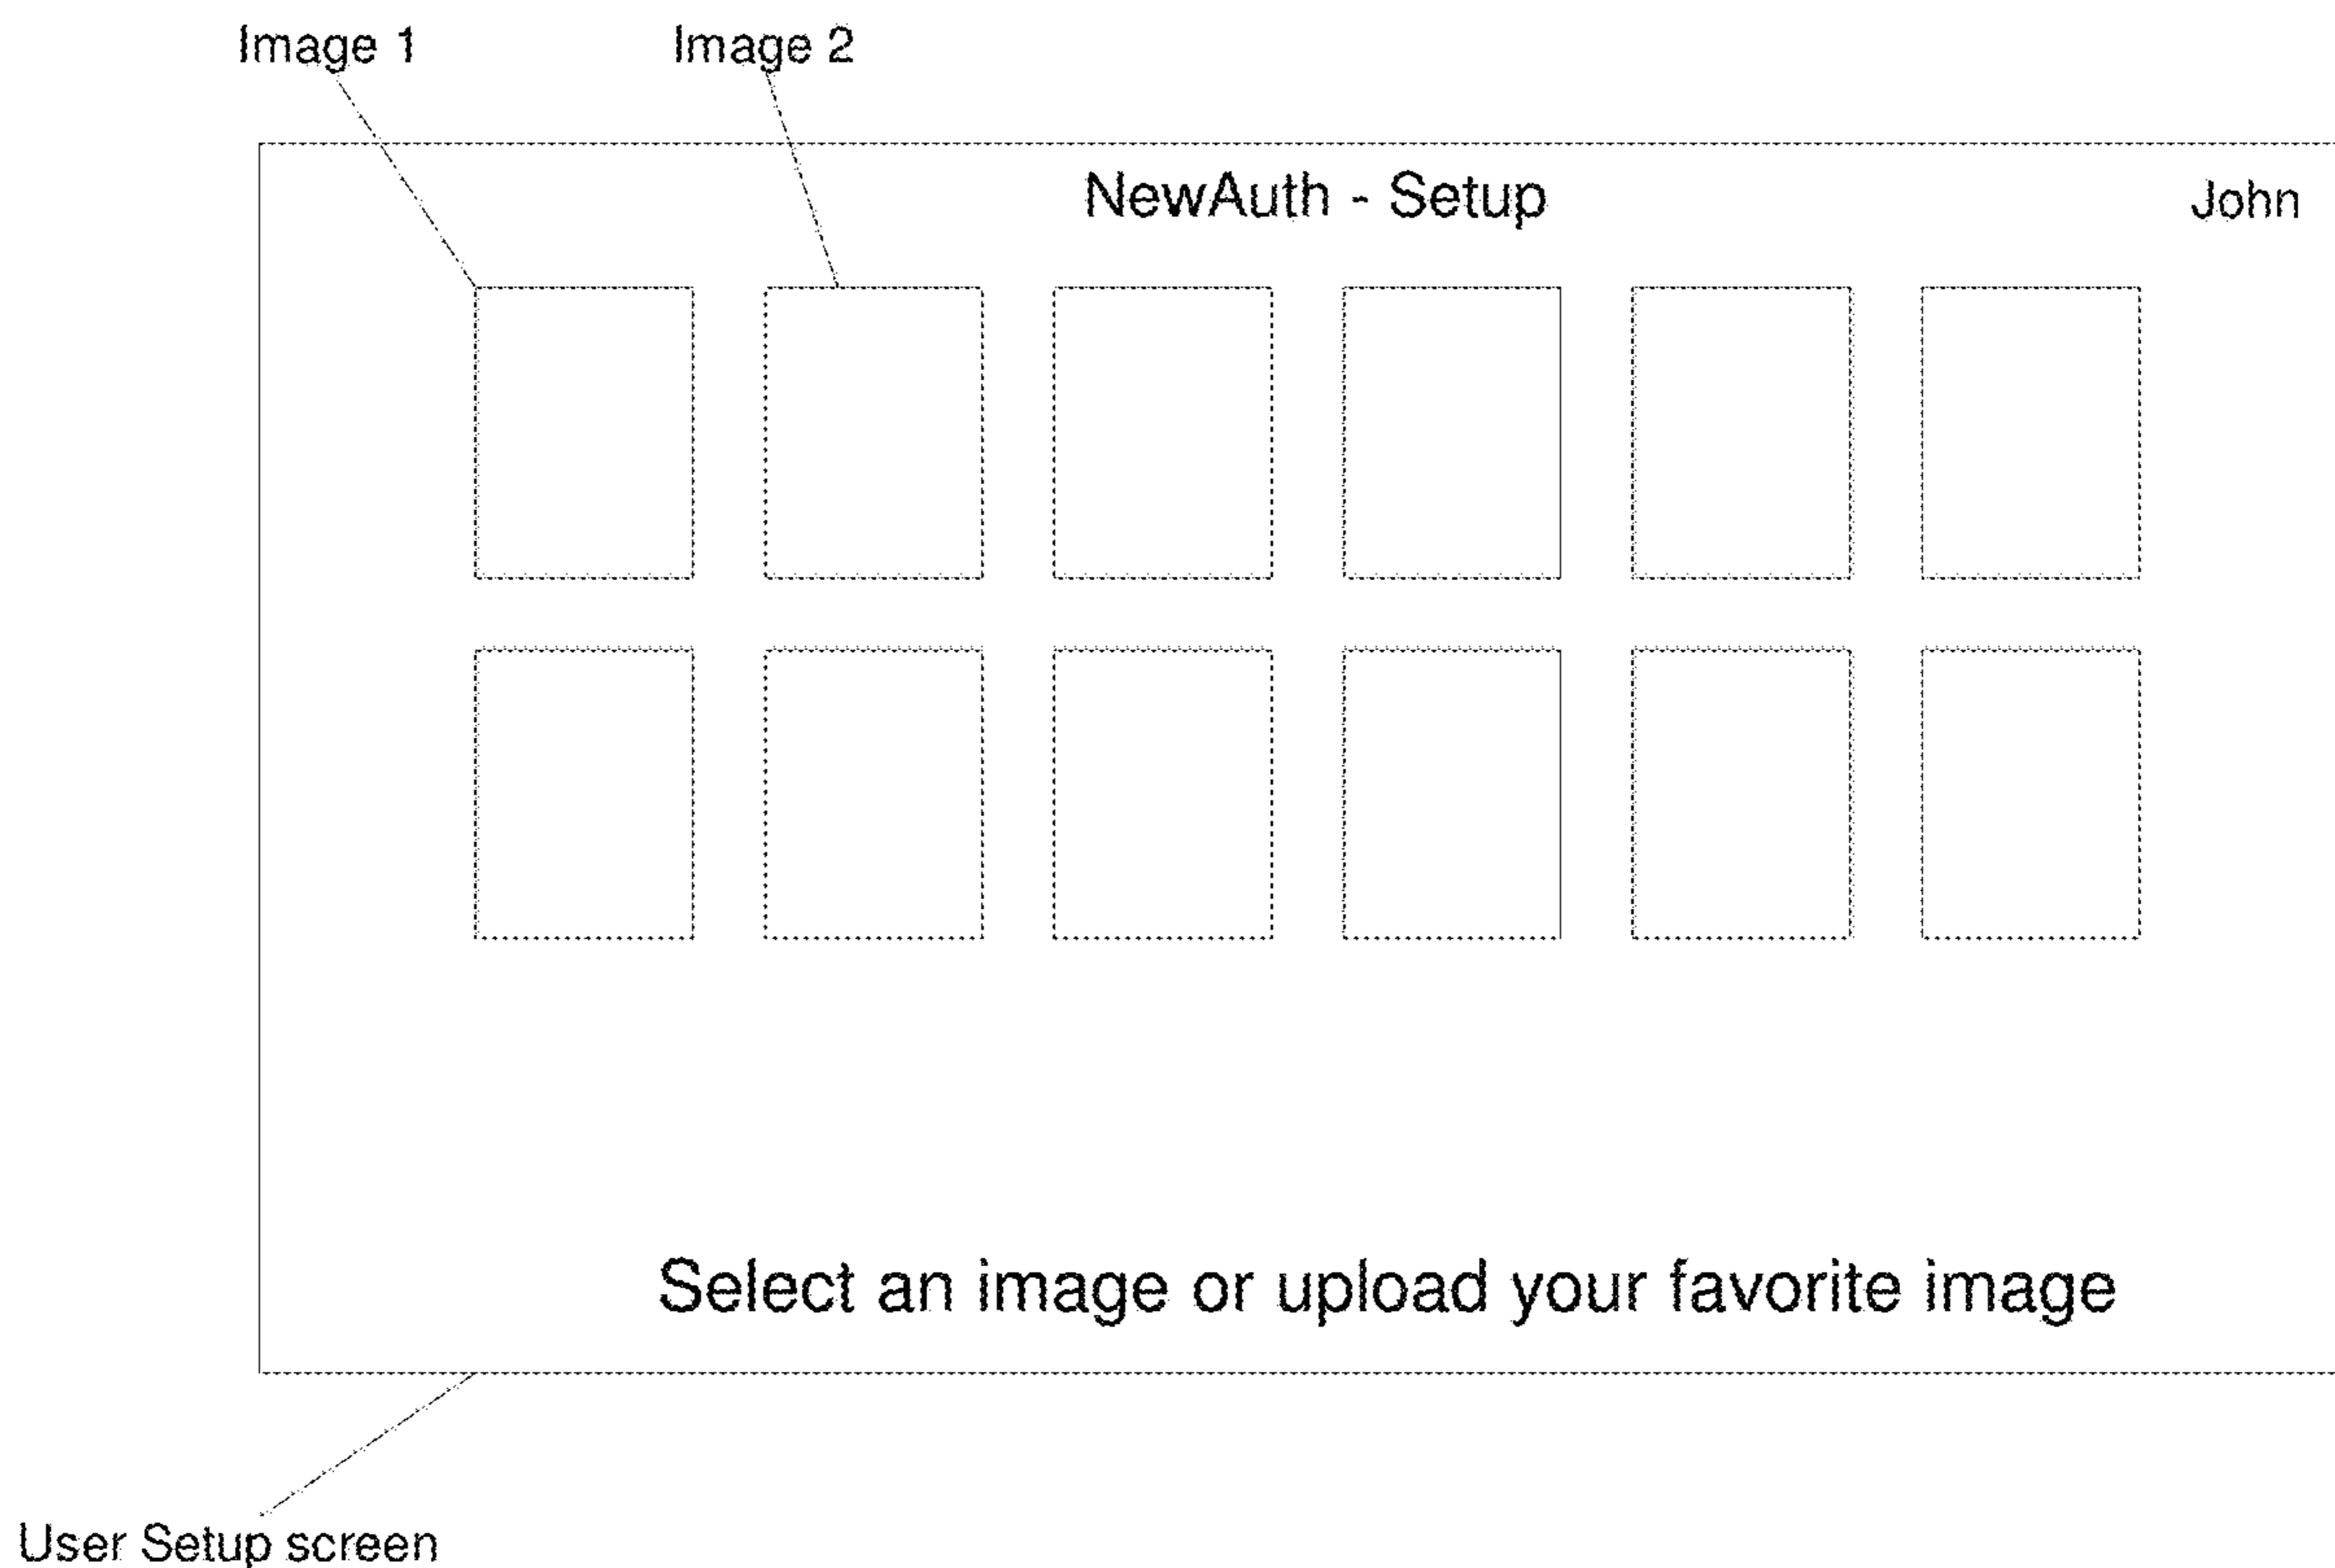 Image 1 Image 2
NewAuth - Setup John
Select an image or upload your favorite image
User Setup screen